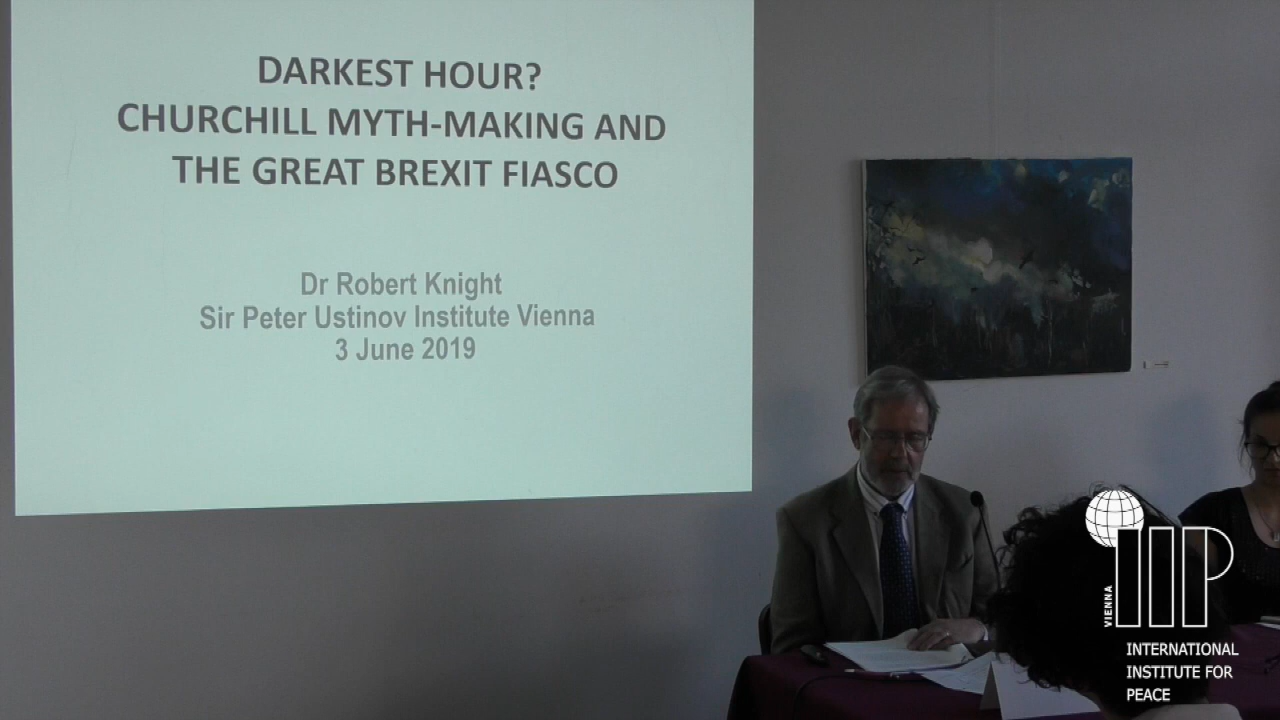 DARKEST HOUR?
CHURCHILL MYTH-MAKING AND
THE GREAT BREXIT FIASCO
Dr Robert Knight
Sir Peter Ustinov Institute Vienna
3 June 2019
VIENNA
IIP
INTERNATIONAL
INSTITUTE FOR
PEACE